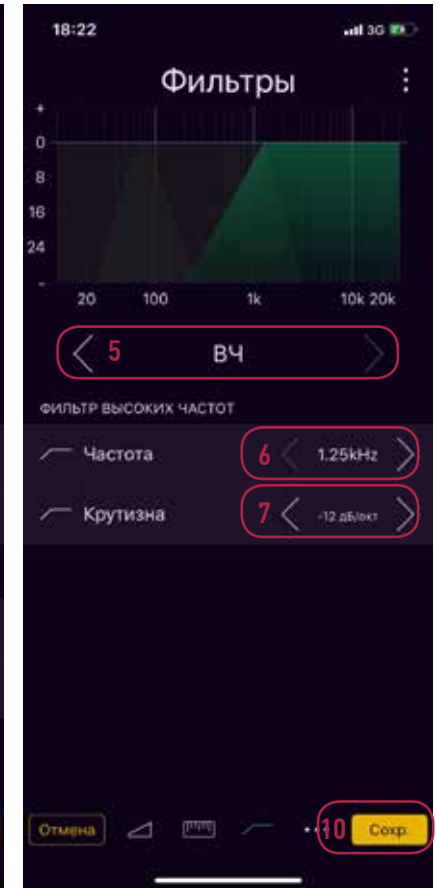 18:22 3G
Фильтры
+
0
8
16
24
-
20 100 1k 10k 20k
5 ВЧ
ФИЛЬТР ВЫСОКИХ ЧАСТОТ
Частота 6 1.25kHz
Крутизна 7 -12 дБ/окт
Отмена 10 Сохр.